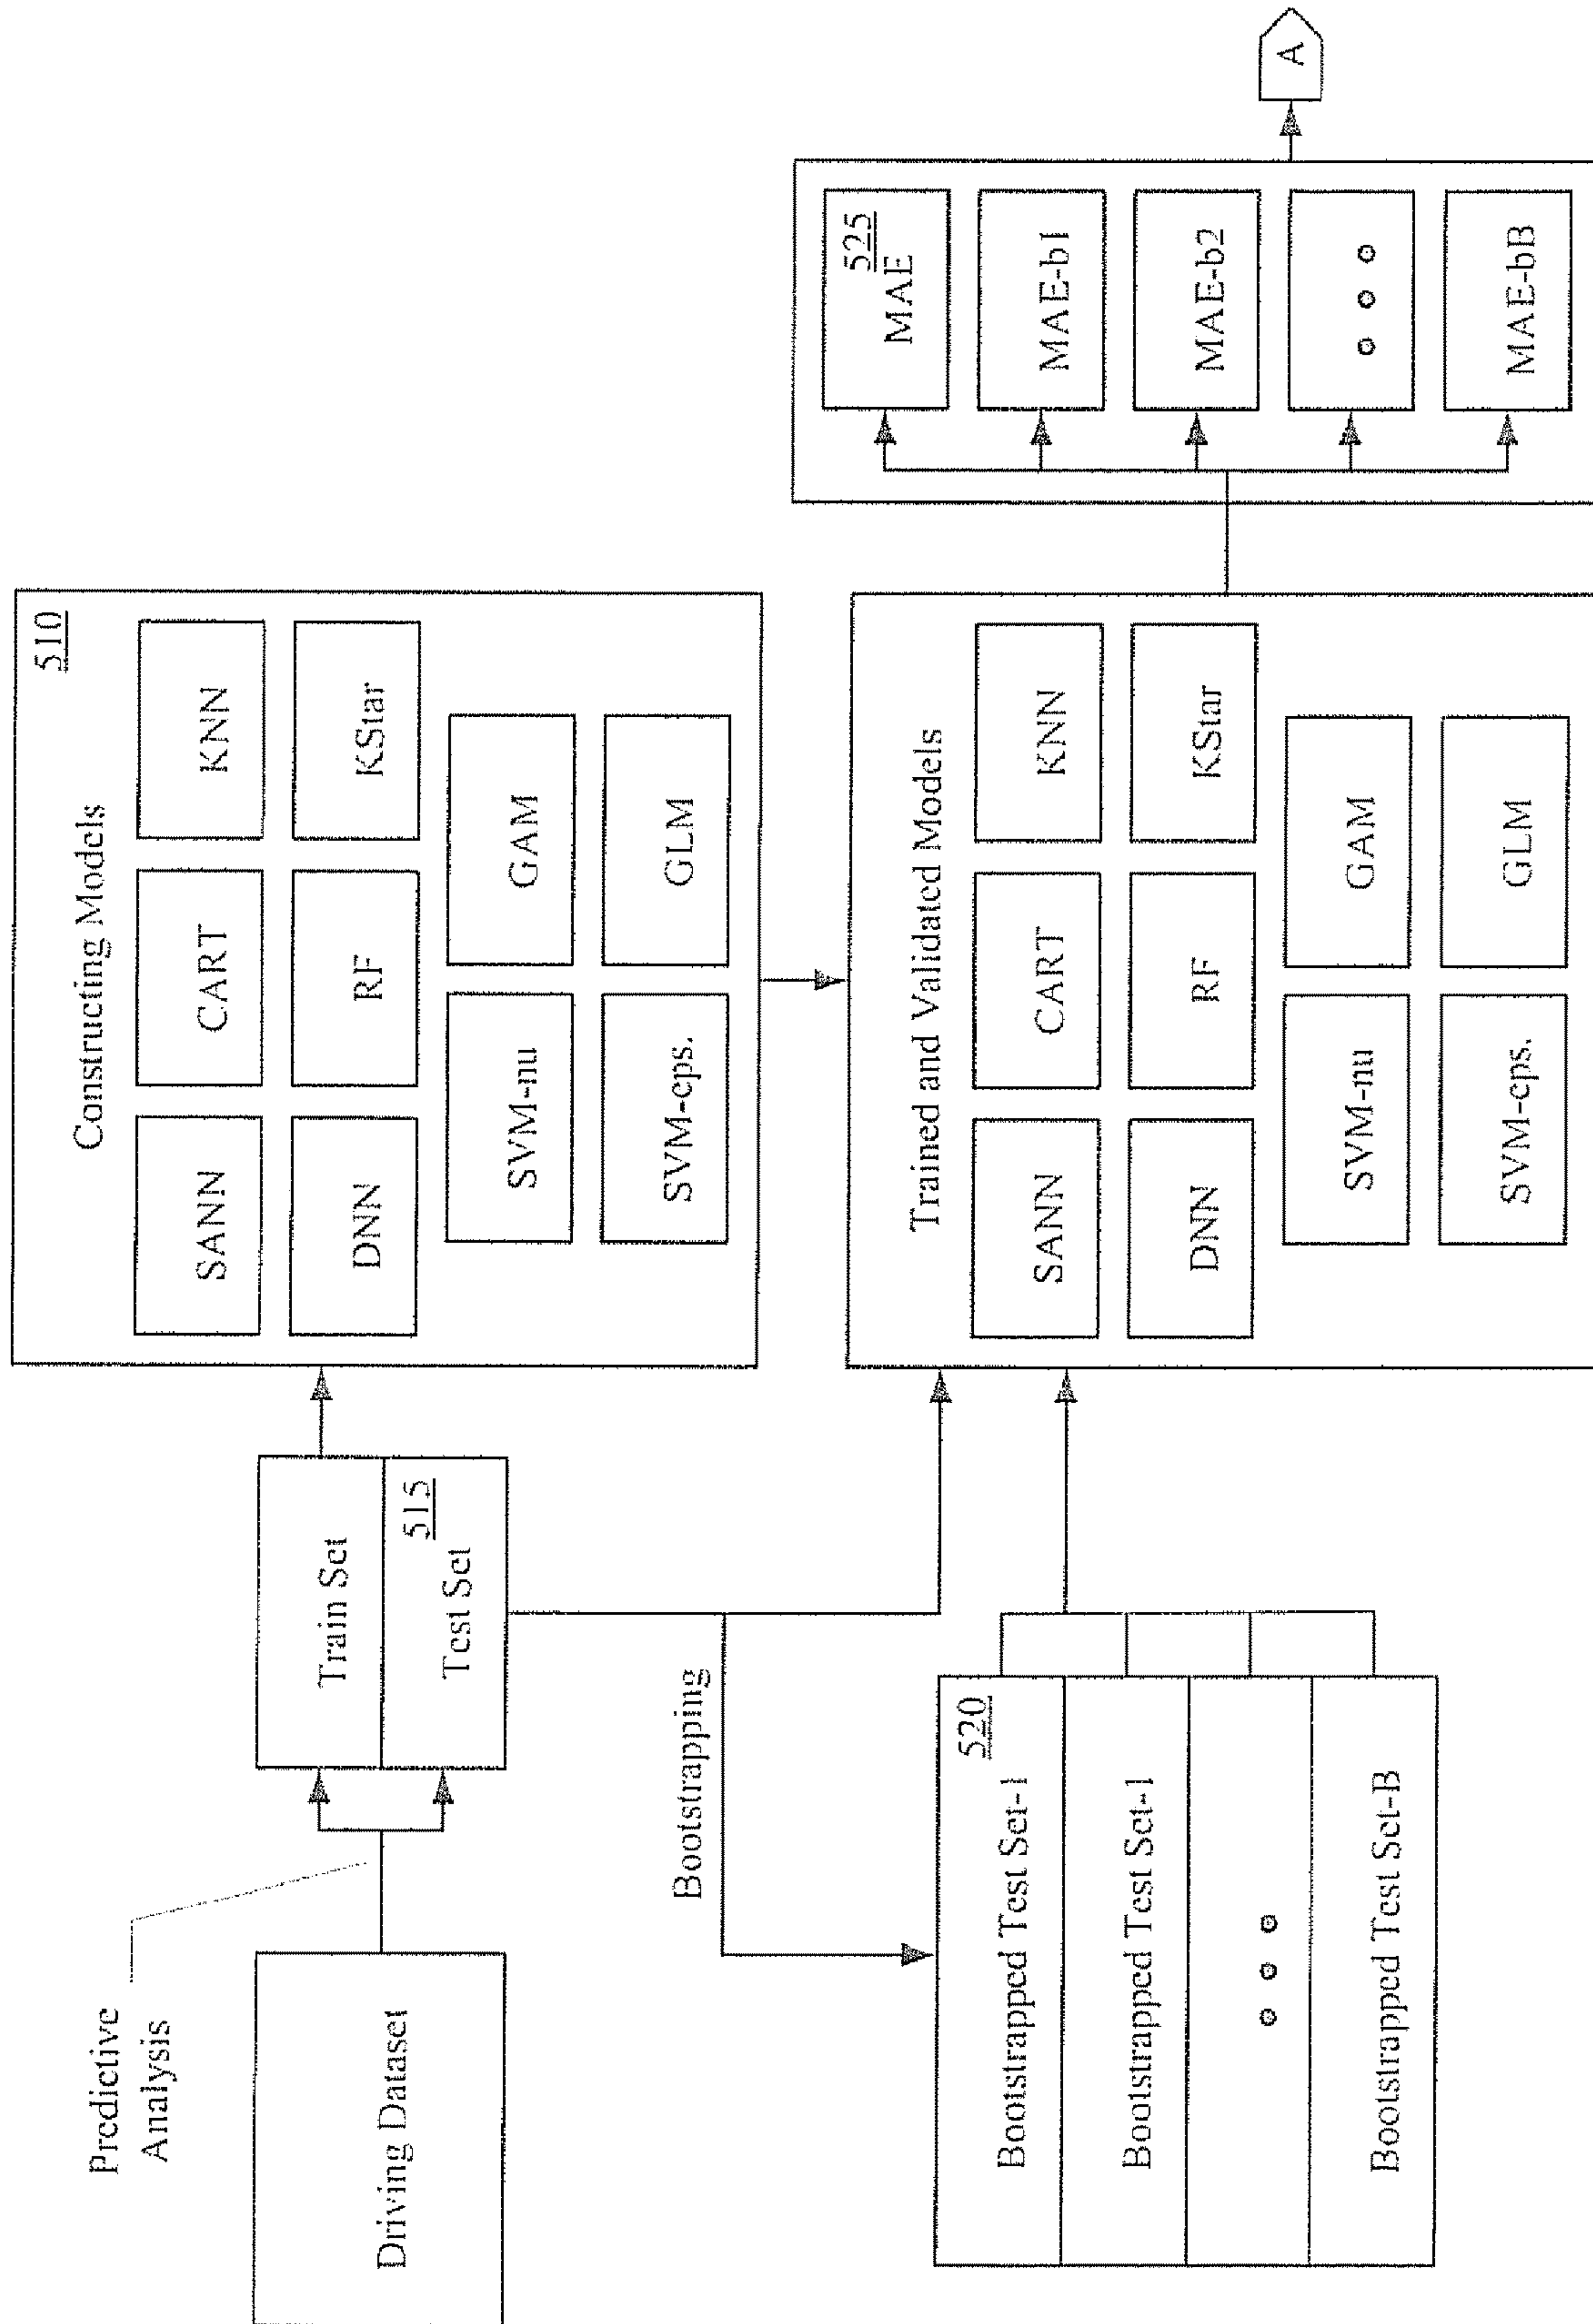 Predictive
Analysis
Driving Dataset
Train Set
515
Test Set
Bootstrapping
520
Bootstrapped Test Set-1
Bootstrapped Test Set-1
Bootstrapped Test Set-B
510
Constructing Models
SANN
CART
KNN
DNN
RF
KStar
SVM-nu
GAM
SVM-eps.
GLM
Trained and Validated Models
SANN
CART
KNN
DNN
RF
KStar
SVM-nu
GAM
SVM-eps.
GLM
525
MAE
MAE-b1
MAE-b2
MAE-bB
A